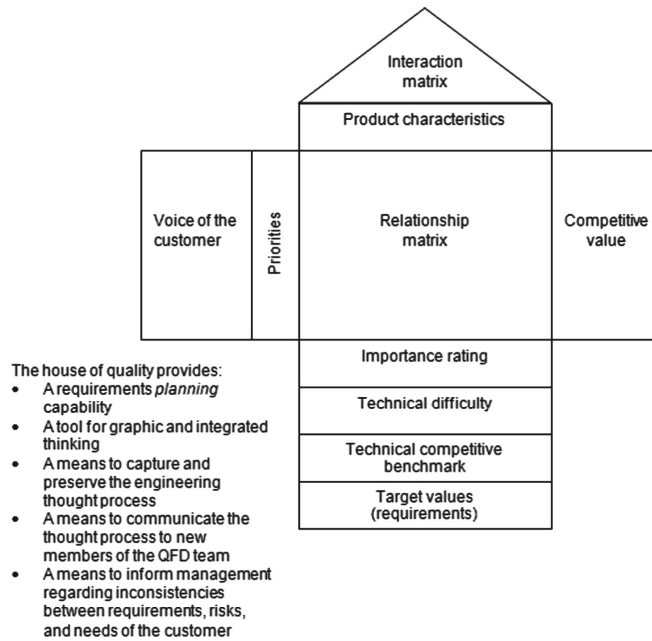 Interaction
matrix
Product characteristics
Voice of the
customer
Priorities
Relationship
matrix
Competitive
value
Importance rating
Technical difficulty
Technical competitive
benchmark
Target values
(requirements)
The house of quality provides:
• A requirements planning
capability
• A tool for graphic and integrated
thinking
• A means to capture and
preserve the engineering
thought process
• A means to communicate the
thought process to new
members of the QFD team
• A means to inform management
regarding inconsistencies
between requirements, risks,
and needs of the customer